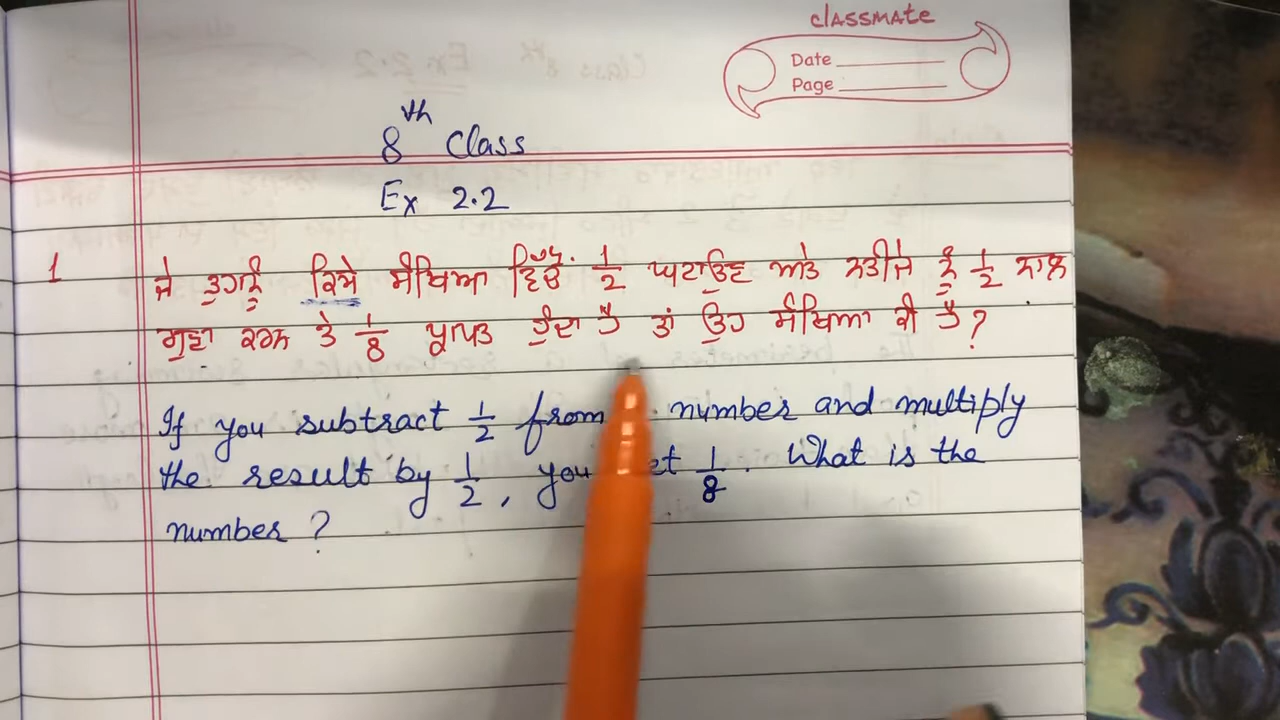 classmate
Date
Page
8th Class
Ex 2.2
1 ਜੇ ਤੁਹਾਨੂੰ ਕਿਸੇ ਸੰਖਿਆ ਵਿੱਚੋਂ 1/2 ਘਟਾਉਣ ਅਤੇ ਨਤੀਜੇ ਨੂੰ 1/2 ਨਾਲ
ਗੁਣਾ ਕਰਨ ਤੇ 1/8 ਪ੍ਰਾਪਤ ਹੁੰਦਾ ਹੈ ਤਾਂ ਉਹ ਸੰਖਿਆ ਕੀ ਹੈ?
If you subtract 1/2 from number and multiply
the result by 1/2, you 1/8. What is the
number?